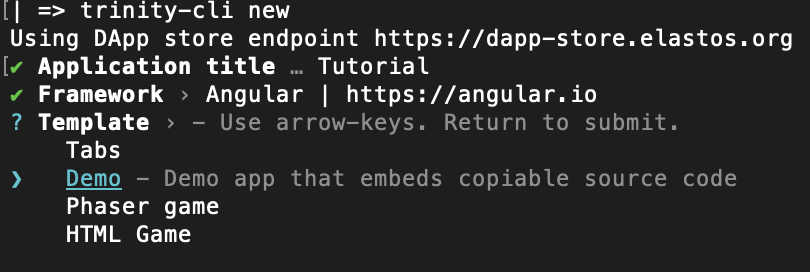 [| => trinity-cli new
Using DApp store endpoint https://dapp-store.elastos.org
[✔ Application title … Tutorial
✔ Framework › Angular | https://angular.io
? Template › - Use arrow-keys. Return to submit.
Tabs
❯ Demo - Demo app that embeds copiable source code
Phaser game
HTML Game